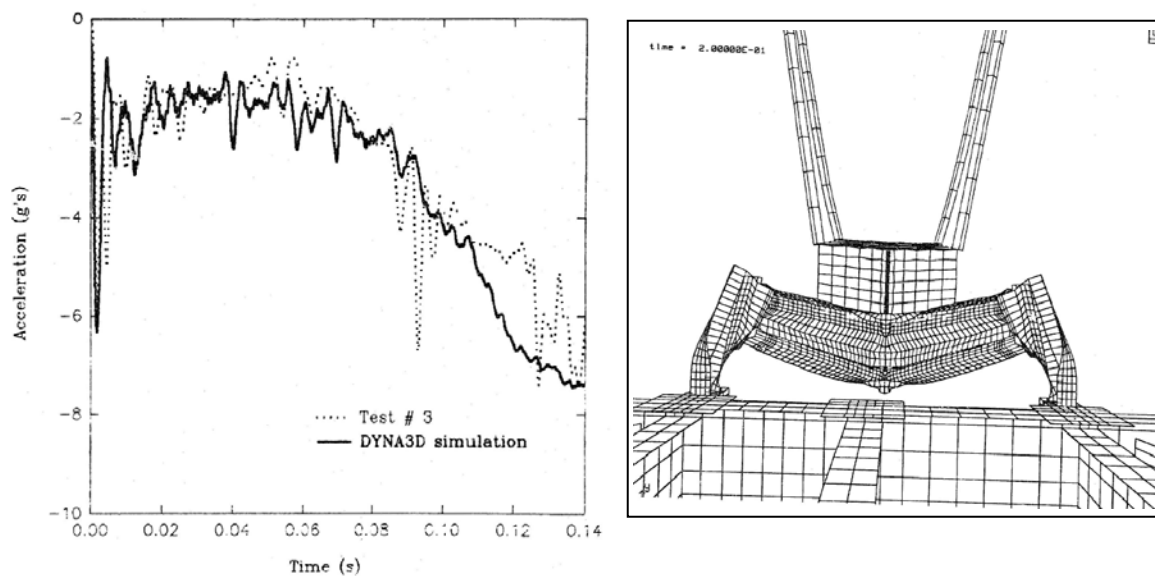 0
-2
-4
-6
-8
-10
0.00
0.02
0.04
0.06
0.08
0.10
0.12
0.14
Acceleration (g's)
Time (s)
Test # 3
DYNA3D simulation
time = 2.00000E-01
y